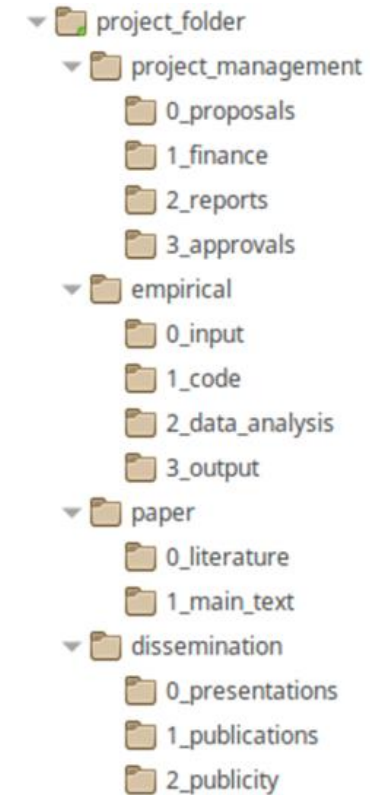 project_folder
project_management
0_proposals
1_finance
2_reports
3_approvals
empirical
0_input
1_code
2_data_analysis
3_output
paper
0_literature
1_main_text
dissemination
0_presentations
1_publications
2_publicity